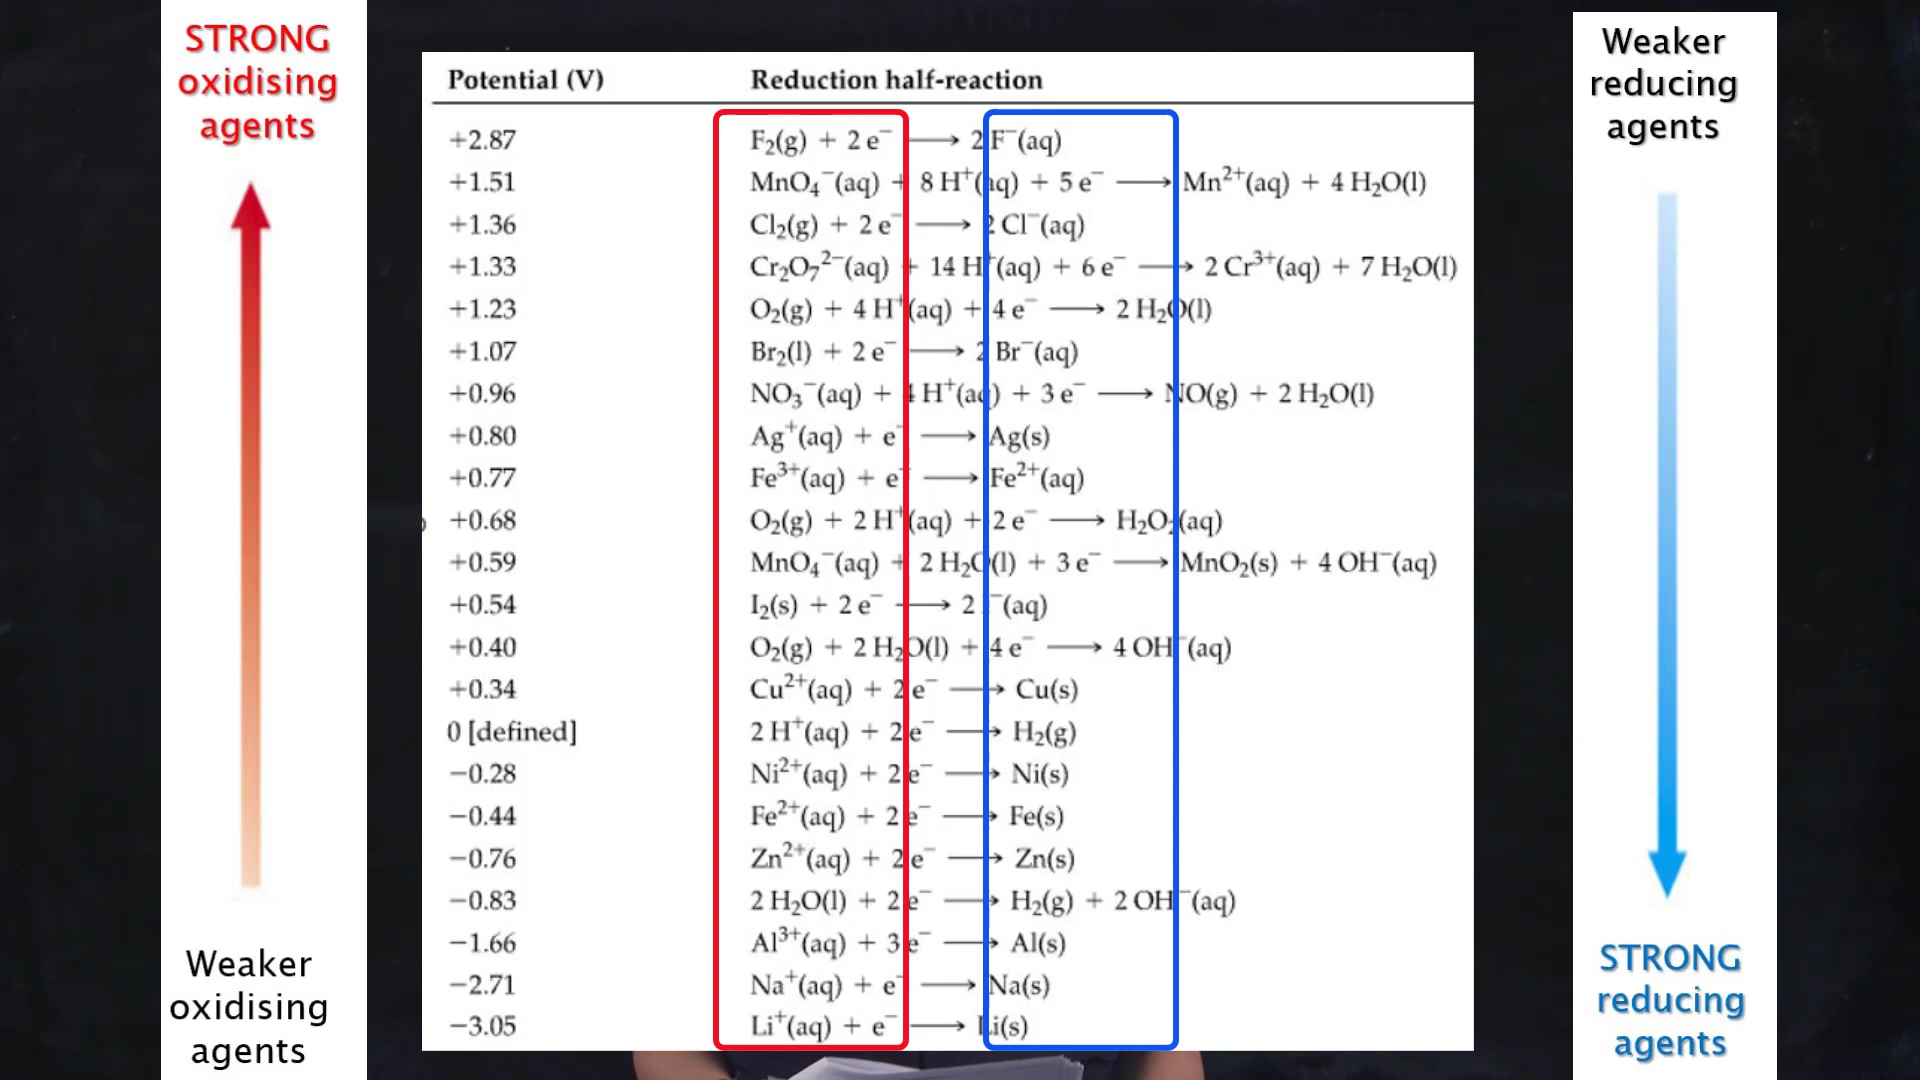 STRONG
oxidising
agents
Weaker
oxidising
agents
Potential (V) Reduction half-reaction
+2.87 F₂(g) + 2 e⁻ ⟶ 2 F⁻(aq)
+1.51 MnO₄⁻(aq) + 8 H⁺(aq) + 5 e⁻ ⟶ Mn²⁺(aq) + 4 H₂O(l)
+1.36 Cl₂(g) + 2 e⁻ ⟶ 2 Cl⁻(aq)
+1.33 Cr₂O₇²⁻(aq) + 14 H⁺(aq) + 6 e⁻ ⟶ 2 Cr³⁺(aq) + 7 H₂O(l)
+1.23 O₂(g) + 4 H⁺(aq) + 4 e⁻ ⟶ 2 H₂O(l)
+1.07 Br₂(l) + 2 e⁻ ⟶ 2 Br⁻(aq)
+0.96 NO₃⁻(aq) + 4 H⁺(aq) + 3 e⁻ ⟶ NO(g) + 2 H₂O(l)
+0.80 Ag⁺(aq) + e⁻ ⟶ Ag(s)
+0.77 Fe³⁺(aq) + e⁻ ⟶ Fe²⁺(aq)
+0.68 O₂(g) + 2 H⁺(aq) + 2 e⁻ ⟶ H₂O₂(aq)
+0.59 MnO₄⁻(aq) + 2 H₂O(l) + 3 e⁻ ⟶ MnO₂(s) + 4 OH⁻(aq)
+0.54 I₂(s) + 2 e⁻ ⟶ 2 I⁻(aq)
+0.40 O₂(g) + 2 H₂O(l) + 4 e⁻ ⟶ 4 OH⁻(aq)
+0.34 Cu²⁺(aq) + 2 e⁻ ⟶ Cu(s)
0 [defined] 2 H⁺(aq) + 2 e⁻ ⟶ H₂(g)
−0.28 Ni²⁺(aq) + 2 e⁻ ⟶ Ni(s)
−0.44 Fe²⁺(aq) + 2 e⁻ ⟶ Fe(s)
−0.76 Zn²⁺(aq) + 2 e⁻ ⟶ Zn(s)
−0.83 2 H₂O(l) + 2 e⁻ ⟶ H₂(g) + 2 OH⁻(aq)
−1.66 Al³⁺(aq) + 3 e⁻ ⟶ Al(s)
−2.71 Na⁺(aq) + e⁻ ⟶ Na(s)
−3.05 Li⁺(aq) + e⁻ ⟶ Li(s)
Weaker
reducing
agents
STRONG
reducing
agents